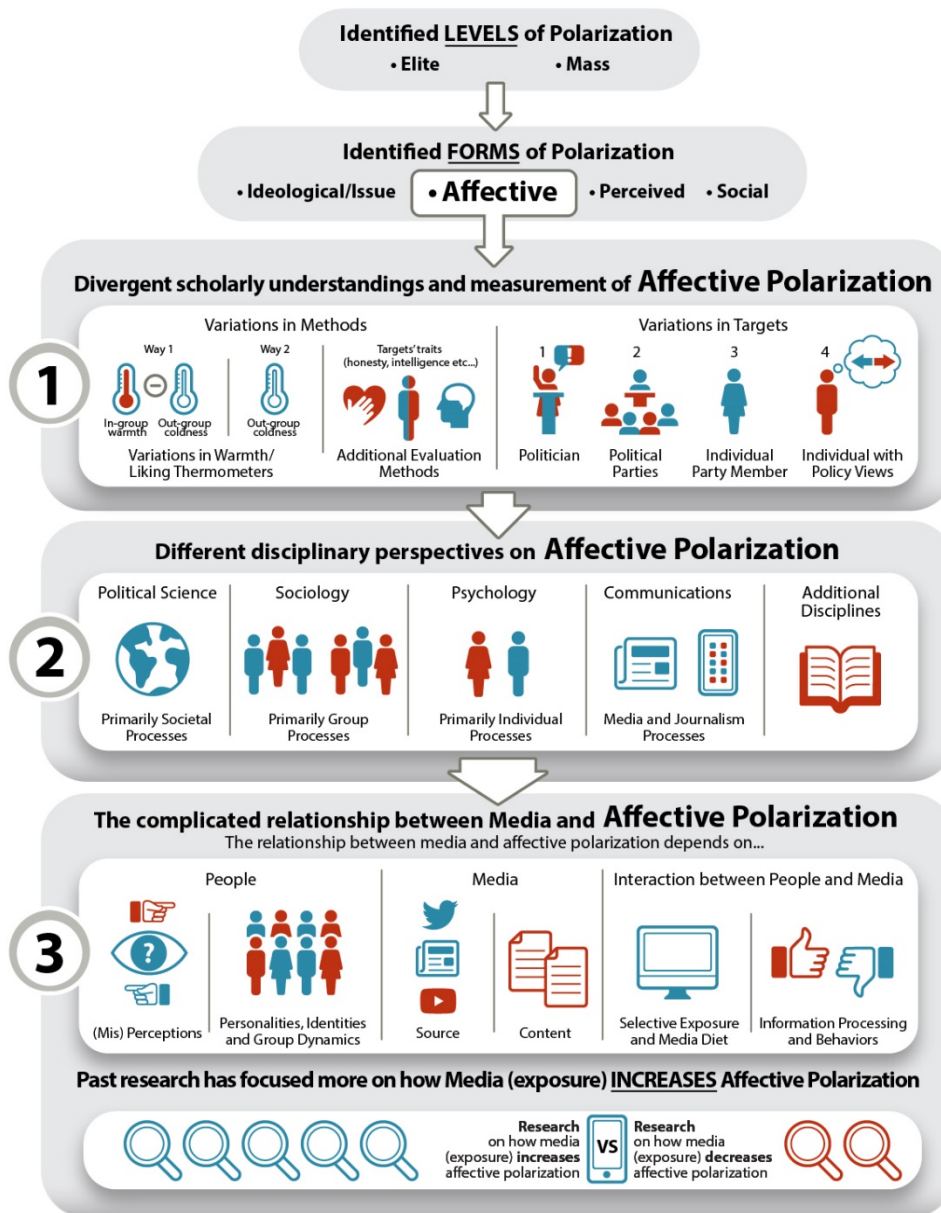 Identified LEVELS of Polarization
• Elite • Mass
Identified FORMS of Polarization
• Ideological/Issue • Affective • Perceived • Social
1
Divergent scholarly understandings and measurement of Affective Polarization
Variations in Methods
Way 1
In-group
warmth
Out-group
coldness
Way 2
Out-group
coldness
Variations in Warmth/
Liking Thermometers
Targets' traits
(honesty, intelligence etc...)
Additional Evaluation
Methods
Variations in Targets
1
!
Politician
2
Political
Parties
3
Individual
Party Member
4
Individual with
Policy Views
2
Different disciplinary perspectives on Affective Polarization
Political Science
Primarily Societal
Processes
Sociology
Primarily Group
Processes
Psychology
Primarily Individual
Processes
Communications
Media and Journalism
Processes
Additional
Disciplines
3
The complicated relationship between Media and Affective Polarization
The relationship between media and affective polarization depends on...
People
?
(Mis) Perceptions
Personalities, Identities
and Group Dynamics
Media
Source
Content
Interaction between People and Media
Selective Exposure
and Media Diet
Information Processing
and Behaviors
Past research has focused more on how Media (exposure) INCREASES Affective Polarization
Research
on how media
(exposure) increases
affective polarization
VS
Research
on how media
(exposure) decreases
affective polarization